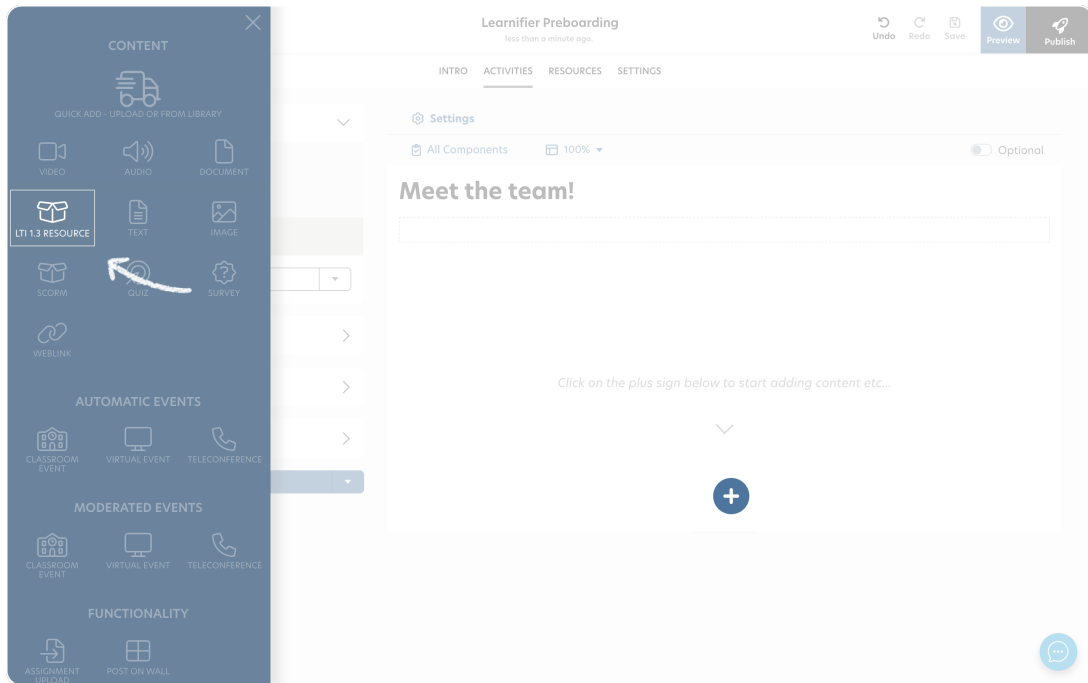 CONTENT
QUICK ADD - UPLOAD OR FROM LIBRARY
VIDEO
AUDIO
DOCUMENT
LTI 1.3 RESOURCE
TEXT
IMAGE
SCORM
QUIZ
SURVEY
WEBLINK
AUTOMATIC EVENTS
CLASSROOM
EVENT
VIRTUAL EVENT
TELECONFERENCE
MODERATED EVENTS
CLASSROOM
EVENT
VIRTUAL EVENT
TELECONFERENCE
FUNCTIONALITY
ASSIGNMENT
UPLOAD
POST ON WALL
Learnifier Preboarding
less than a minute ago.
Undo
Redo
Save
Preview
Publish
INTRO
ACTIVITIES
RESOURCES
SETTINGS
Settings
All Components
100%
Optional
Meet the team!
Click on the plus sign below to start adding content etc...